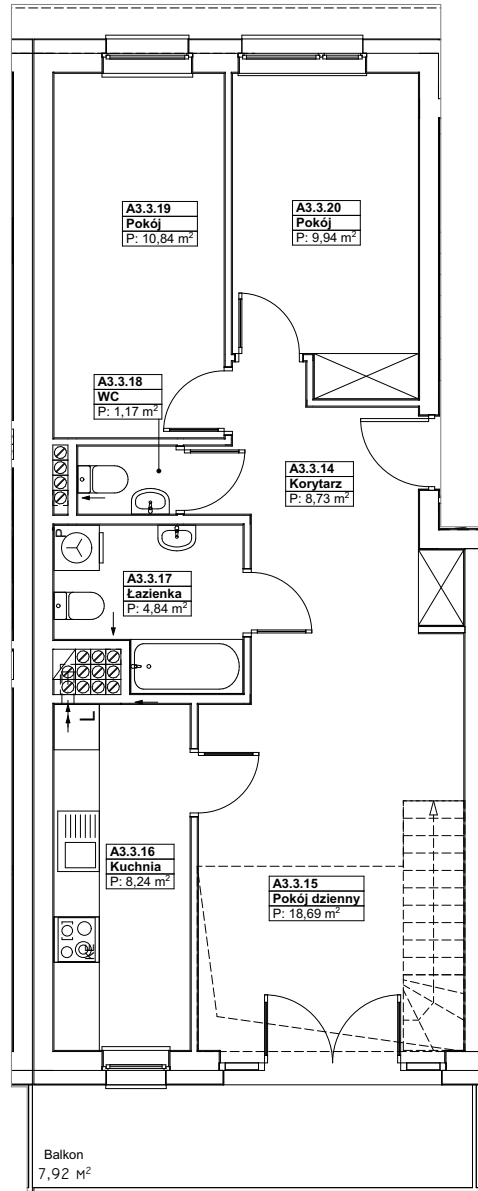 A3.3.19
Pokój
P: 10,84 m²
A3.3.20
Pokój
P: 9,94 m²
A3.3.18
WC
P: 1,17 m²
A3.3.14
Korytarz
P: 8,73 m²
P
A3.3.17
Łazienka
P: 4,84 m²
L
A3.3.16
Kuchnia
P: 8,24 m²
KE
A3.3.15
Pokój dzienny
P: 18,69 m²
Balkon
7,92 M²